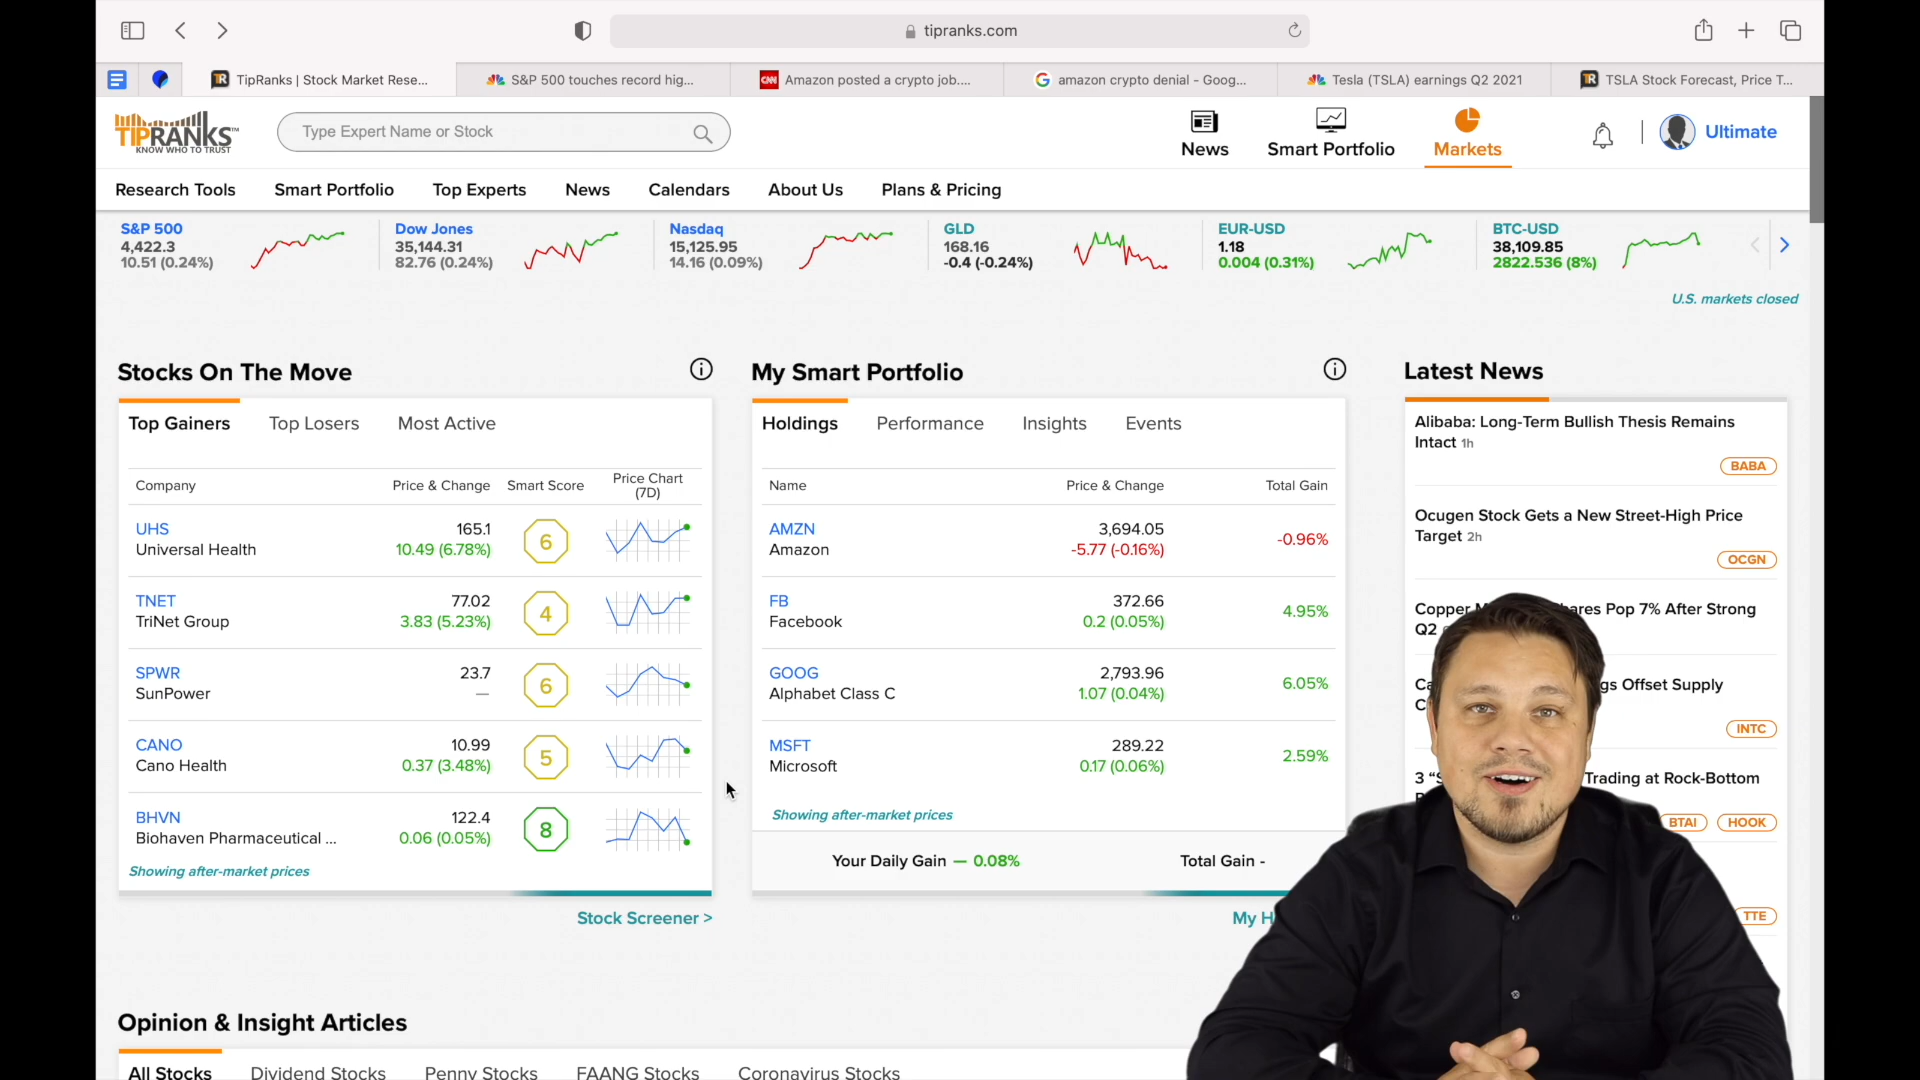 tipranks.com
TipRanks | Stock Market Rese...
S&P 500 touches record hig...
Amazon posted a crypto job....
amazon crypto denial - Goog...
Tesla (TSLA) earnings Q2 2021
TSLA Stock Forecast, Price T...
TIPRANKS
KNOW WHO TO TRUST
Type Expert Name or Stock
News
Smart Portfolio
Markets
Ultimate
Research Tools
Smart Portfolio
Top Experts
News
Calendars
About Us
Plans & Pricing
S&P 500
4,422.3
10.51 (0.24%)
Dow Jones
35,144.31
82.76 (0.24%)
Nasdaq
15,125.95
14.16 (0.09%)
GLD
168.16
-0.4 (-0.24%)
EUR-USD
1.18
0.004 (0.31%)
BTC-USD
38,109.85
2822.536 (8%)
U.S. markets closed
Stocks On The Move
Top Gainers
Top Losers
Most Active
Company
Price & Change
Smart Score
Price Chart
(7D)
UHS
Universal Health
165.1
10.49 (6.78%)
6
TNET
TriNet Group
77.02
3.83 (5.23%)
4
SPWR
SunPower
23.7
—
6
CANO
Cano Health
10.99
0.37 (3.48%)
5
BHVN
Biohaven Pharmaceutical ...
122.4
0.06 (0.05%)
8
Showing after-market prices
Stock Screener >
My Smart Portfolio
Holdings
Performance
Insights
Events
Name
Price & Change
Total Gain
AMZN
Amazon
3,694.05
-5.77 (-0.16%)
-0.96%
FB
Facebook
372.66
0.2 (0.05%)
4.95%
GOOG
Alphabet Class C
2,793.96
1.07 (0.04%)
6.05%
MSFT
Microsoft
289.22
0.17 (0.06%)
2.59%
Showing after-market prices
Your Daily Gain — 0.08%
Total Gain -
My H
Latest News
Alibaba: Long-Term Bullish Thesis Remains
Intact 1h
BABA
Ocugen Stock Gets a New Street-High Price
Target 2h
OCGN
Copper ares Pop 7% After Strong
Q2
gs Offset Supply
INTC
3 “S Trading at Rock-Bottom
BTAI
HOOK
TTE
Opinion & Insight Articles
All Stocks
Dividend Stocks
Penny Stocks
FAANG Stocks
Coronavirus Stocks